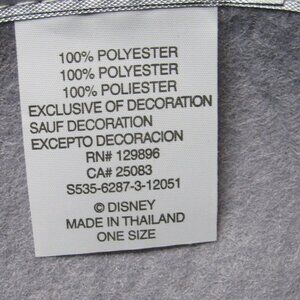 100% POLYESTER
100% POLYESTER
100% POLIESTER
EXCLUSIVE OF DECORATION
SAUF DECORATION
EXCEPTO DECORACION
RN# 129896
CA# 25083
S535-6287-3-12051
© DISNEY
MADE IN THAILAND
ONE SIZE